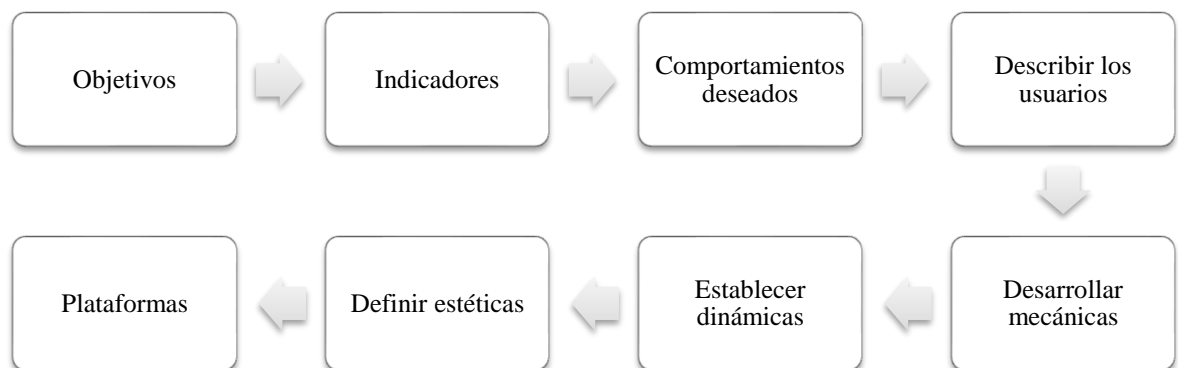 Objetivos
Indicadores
Comportamientos
deseados
Describir los
usuarios
Desarrollar
mecánicas
Establecer
dinámicas
Definir estéticas
Plataformas